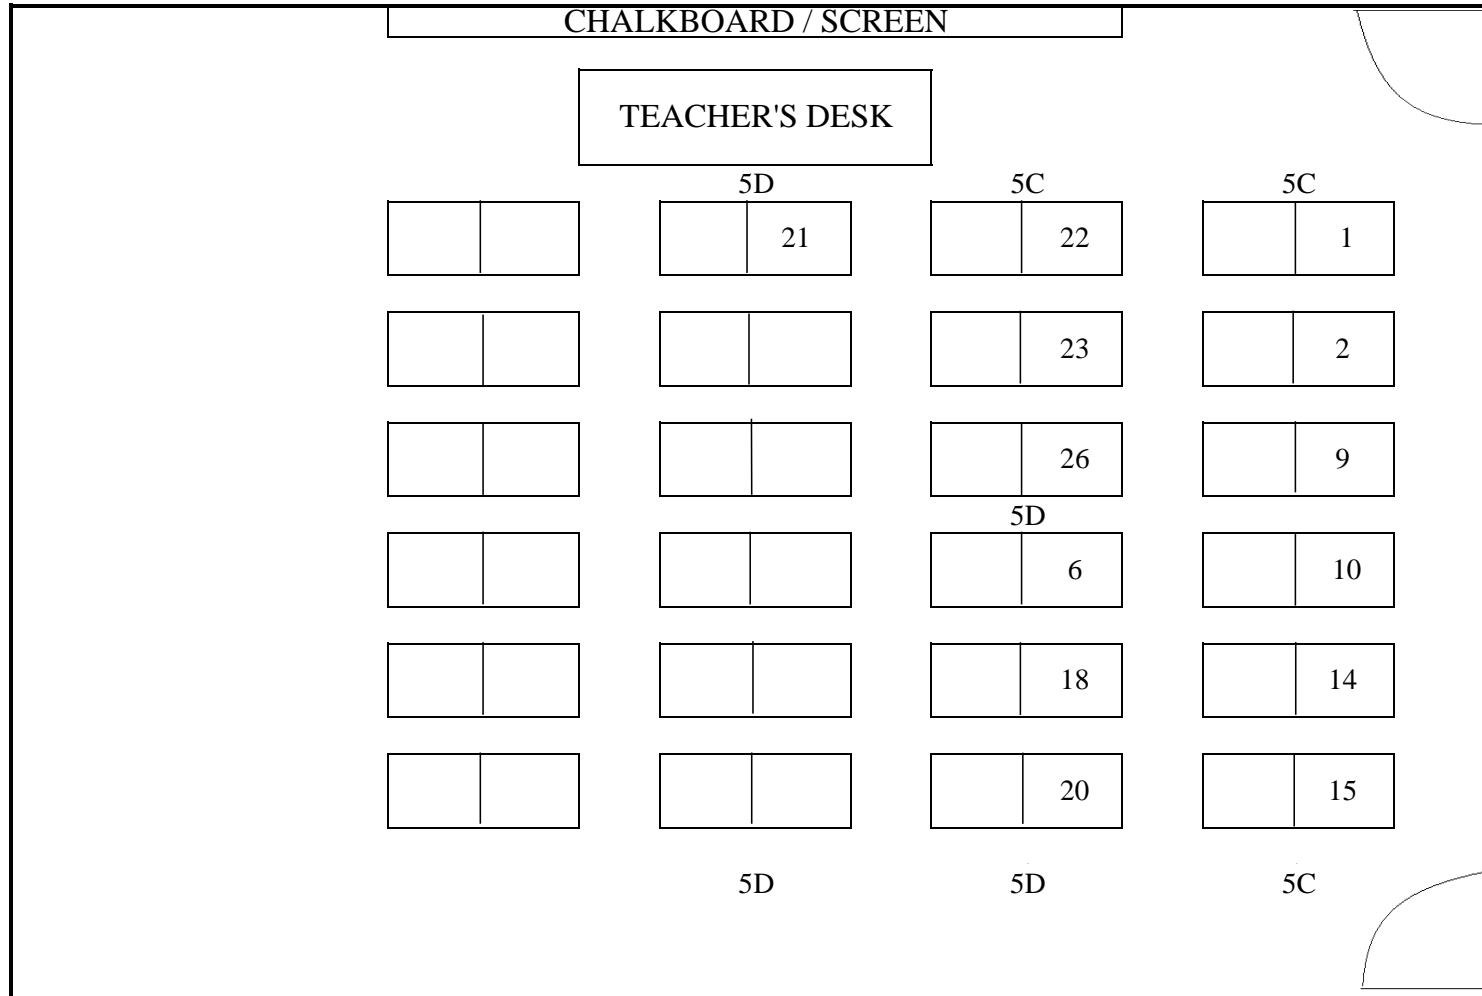 CHALKBOARD / SCREEN
TEACHER'S DESK
5D 5C 5C
21 22 1
23 2
26 9
5D
6 10
18 14
20 15
5D 5D 5C